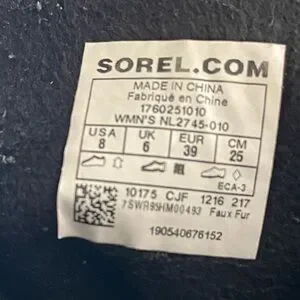 SOREL.COM
MADE IN CHINA
Fabriqué en Chine
1760251010
WMN'S NL2745-010
USA UK EUR CM
8 6 39 25
ECA-3
10175 CJF 1216 217
7SWR95HM00493 Faux Fur
190540676152